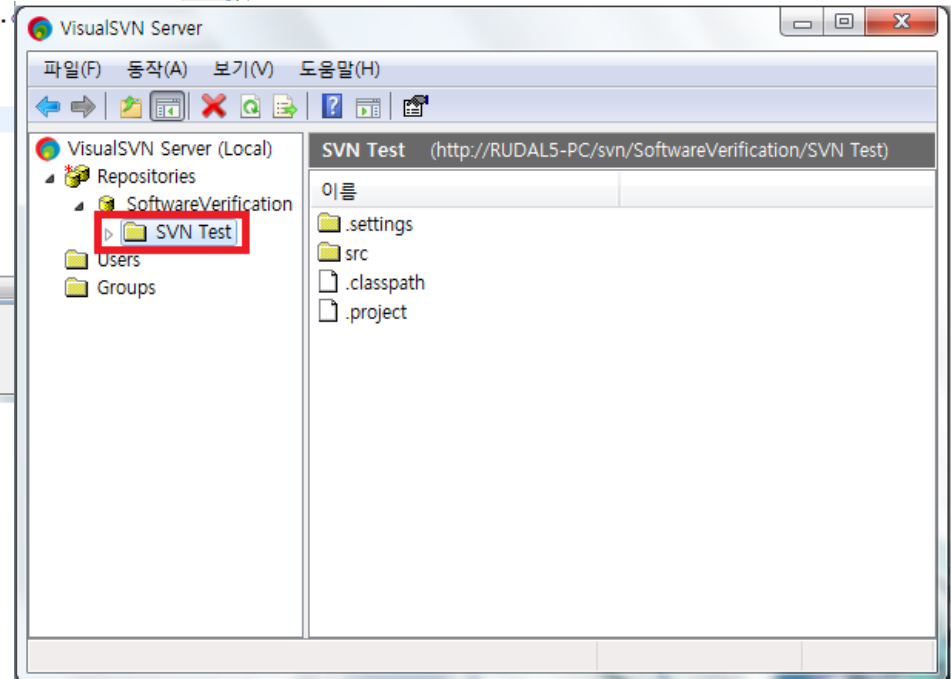 VisualSVN Server
파일(F) 동작(A) 보기(V) 도움말(H)
VisualSVN Server (Local)
Repositories
SoftwareVerification
SVN Test
Users
Groups
SVN Test (http://RUDAL5-PC/svn/SoftwareVerification/SVN Test)
이름
.settings
src
.classpath
.project